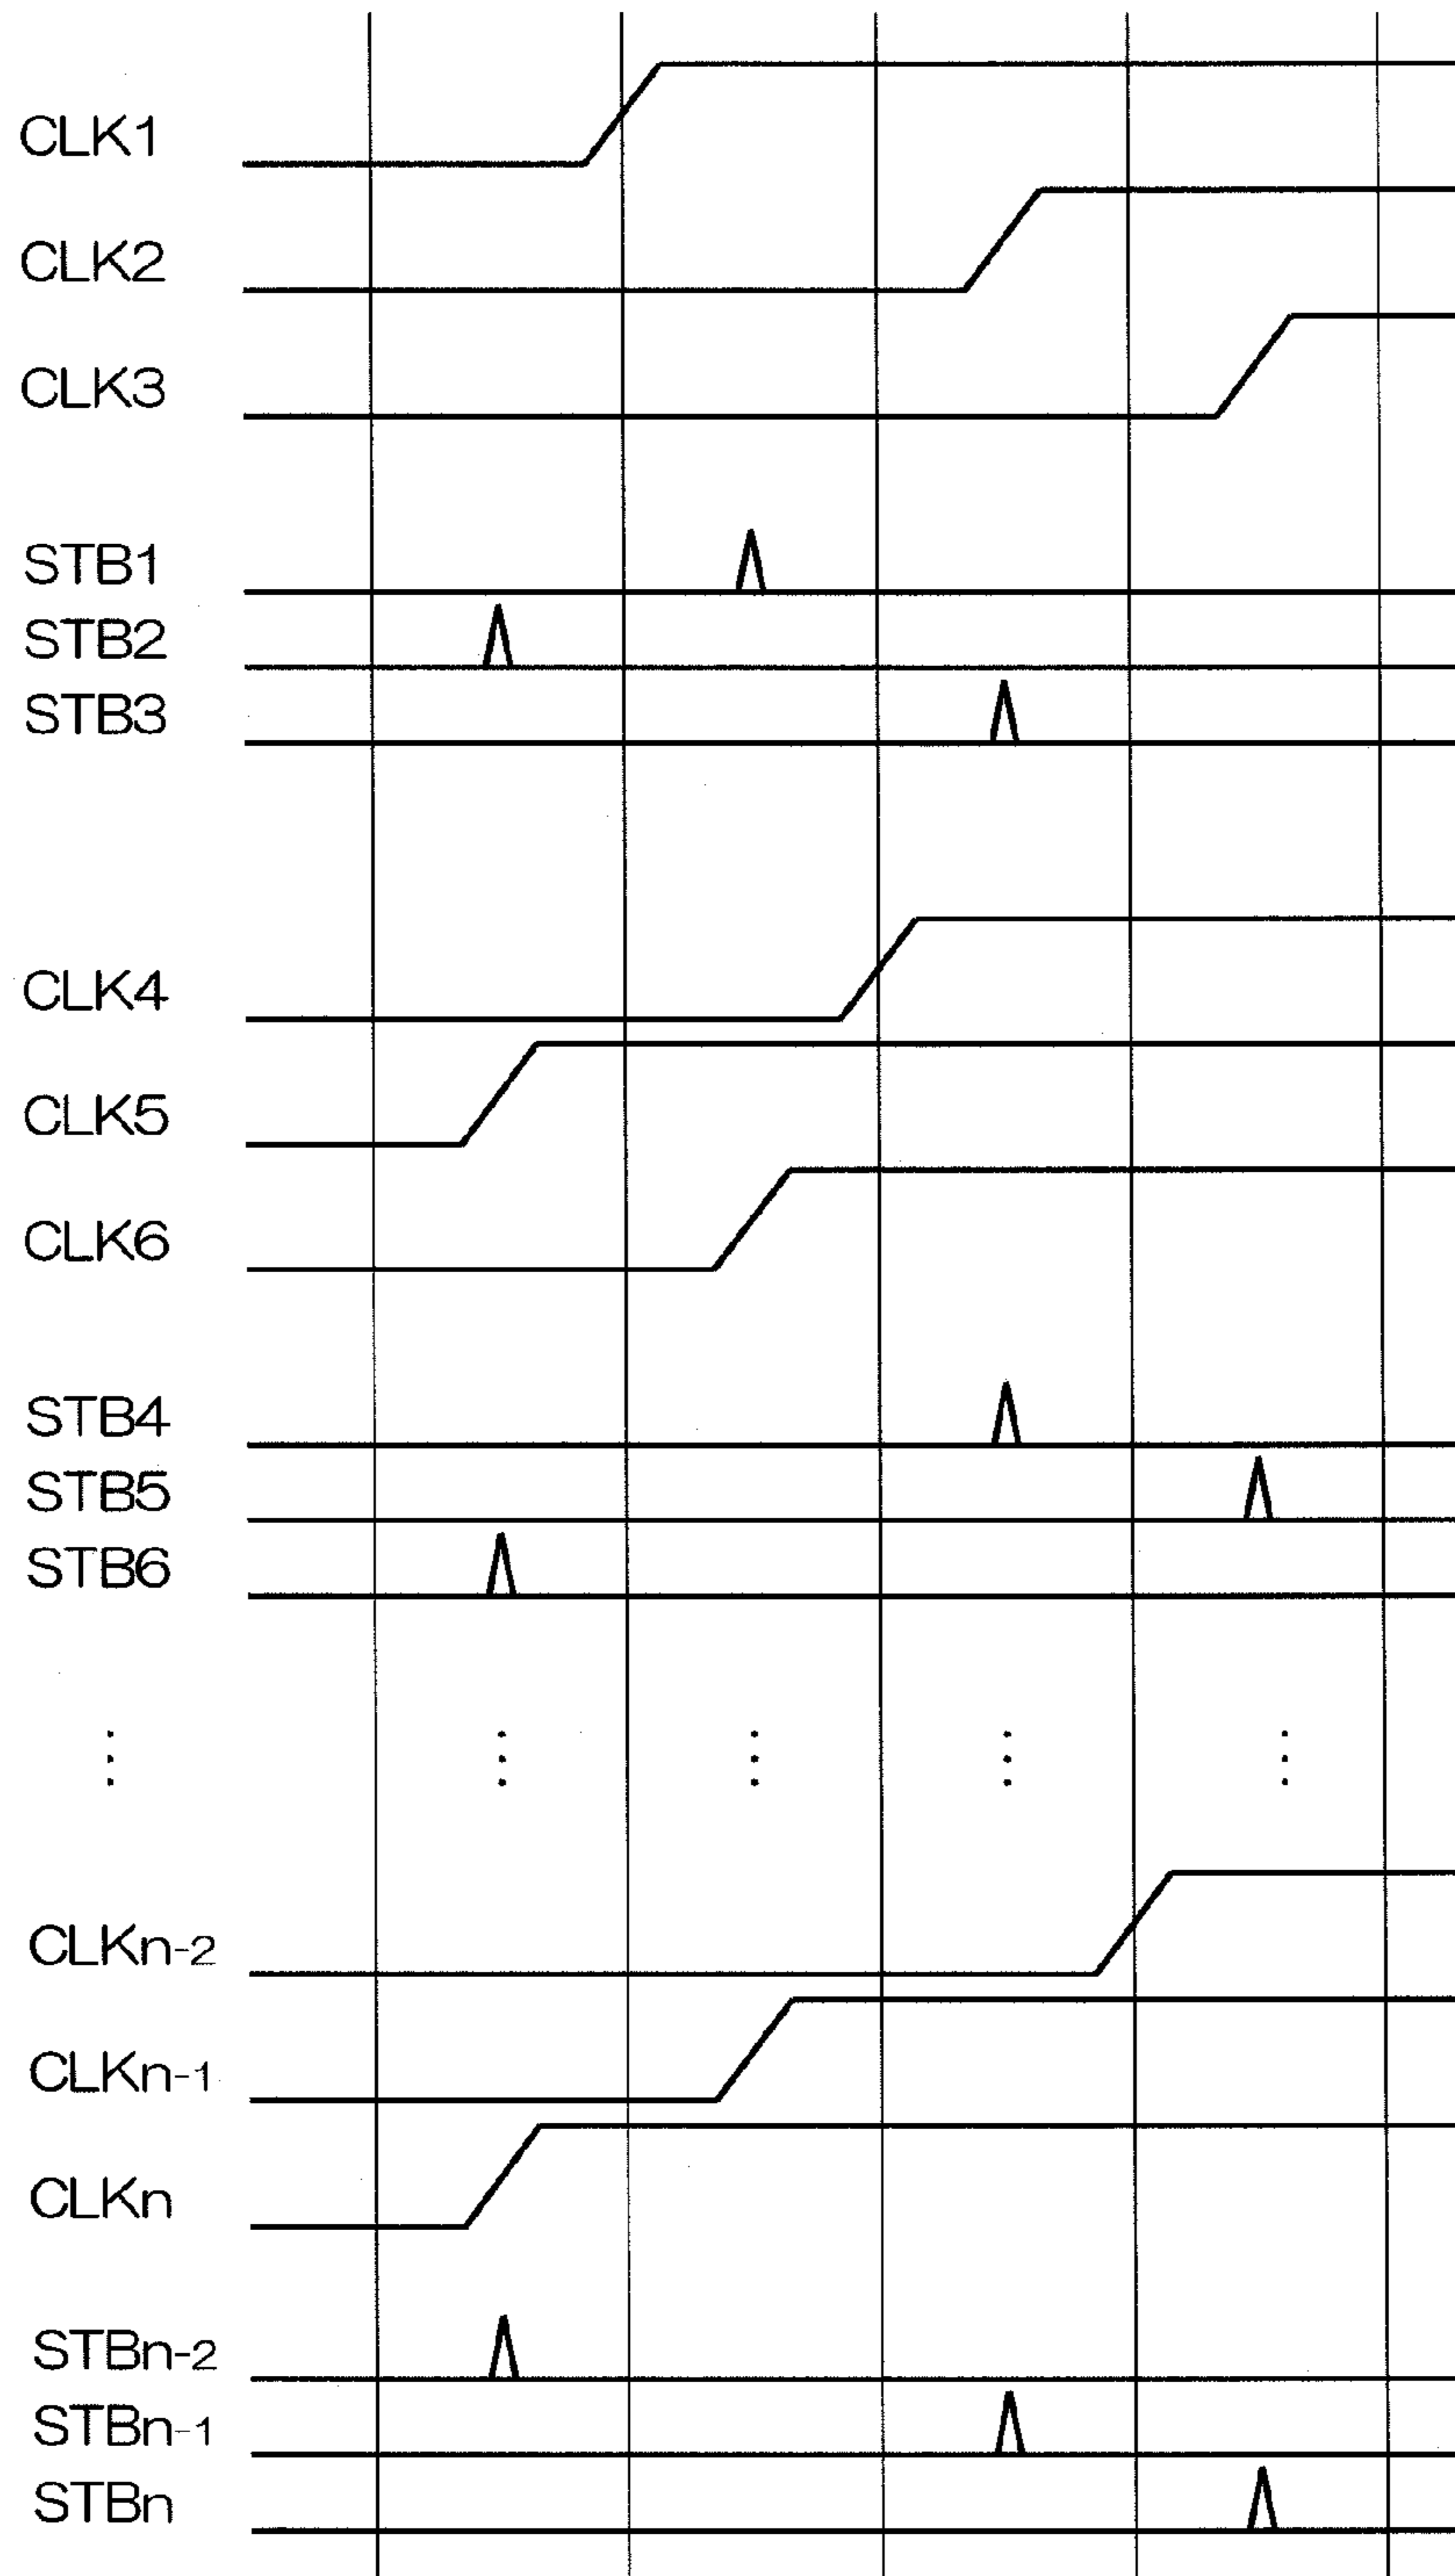 CLK1
CLK2
CLK3
STB1
STB2
STB3
CLK4
CLK5
CLK6
STB4
STB5
STB6
CLKn-2
CLKn-1
CLKn
STBn-2
STBn-1
STBn